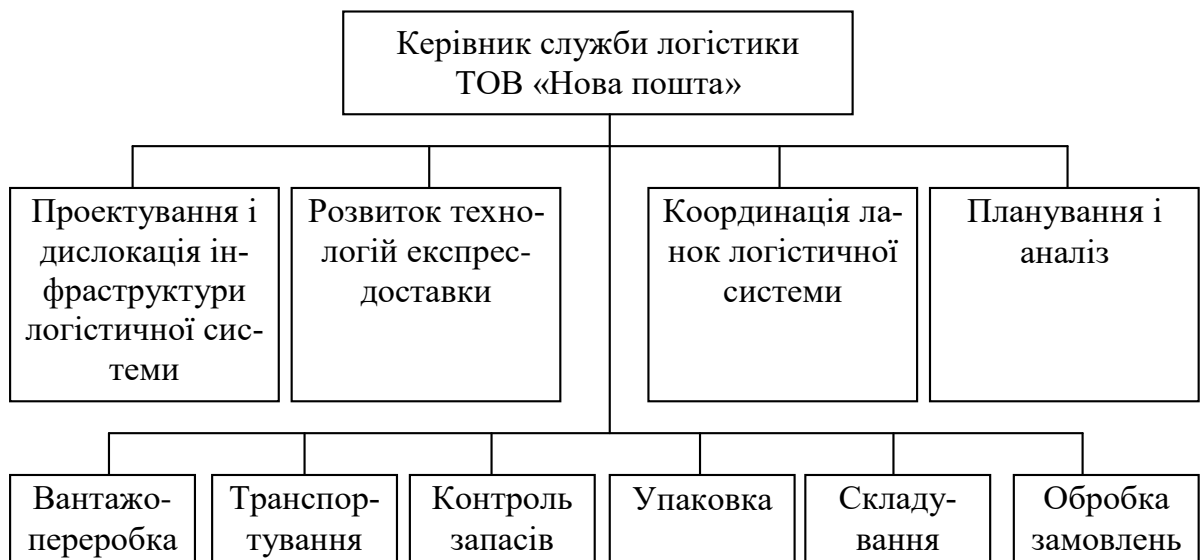 Керівник служби логістики
ТОВ «Нова пошта»
Проектування і
дислокація ін-
фраструктури
логістичної сис-
теми
Розвиток техно-
логій експрес-
доставки
Координація ла-
нок логістичної
системи
Планування і
аналіз
Вантажо-
переробка
Транспор-
тування
Контроль
запасів
Упаковка
Складу-
вання
Обробка
замовлень